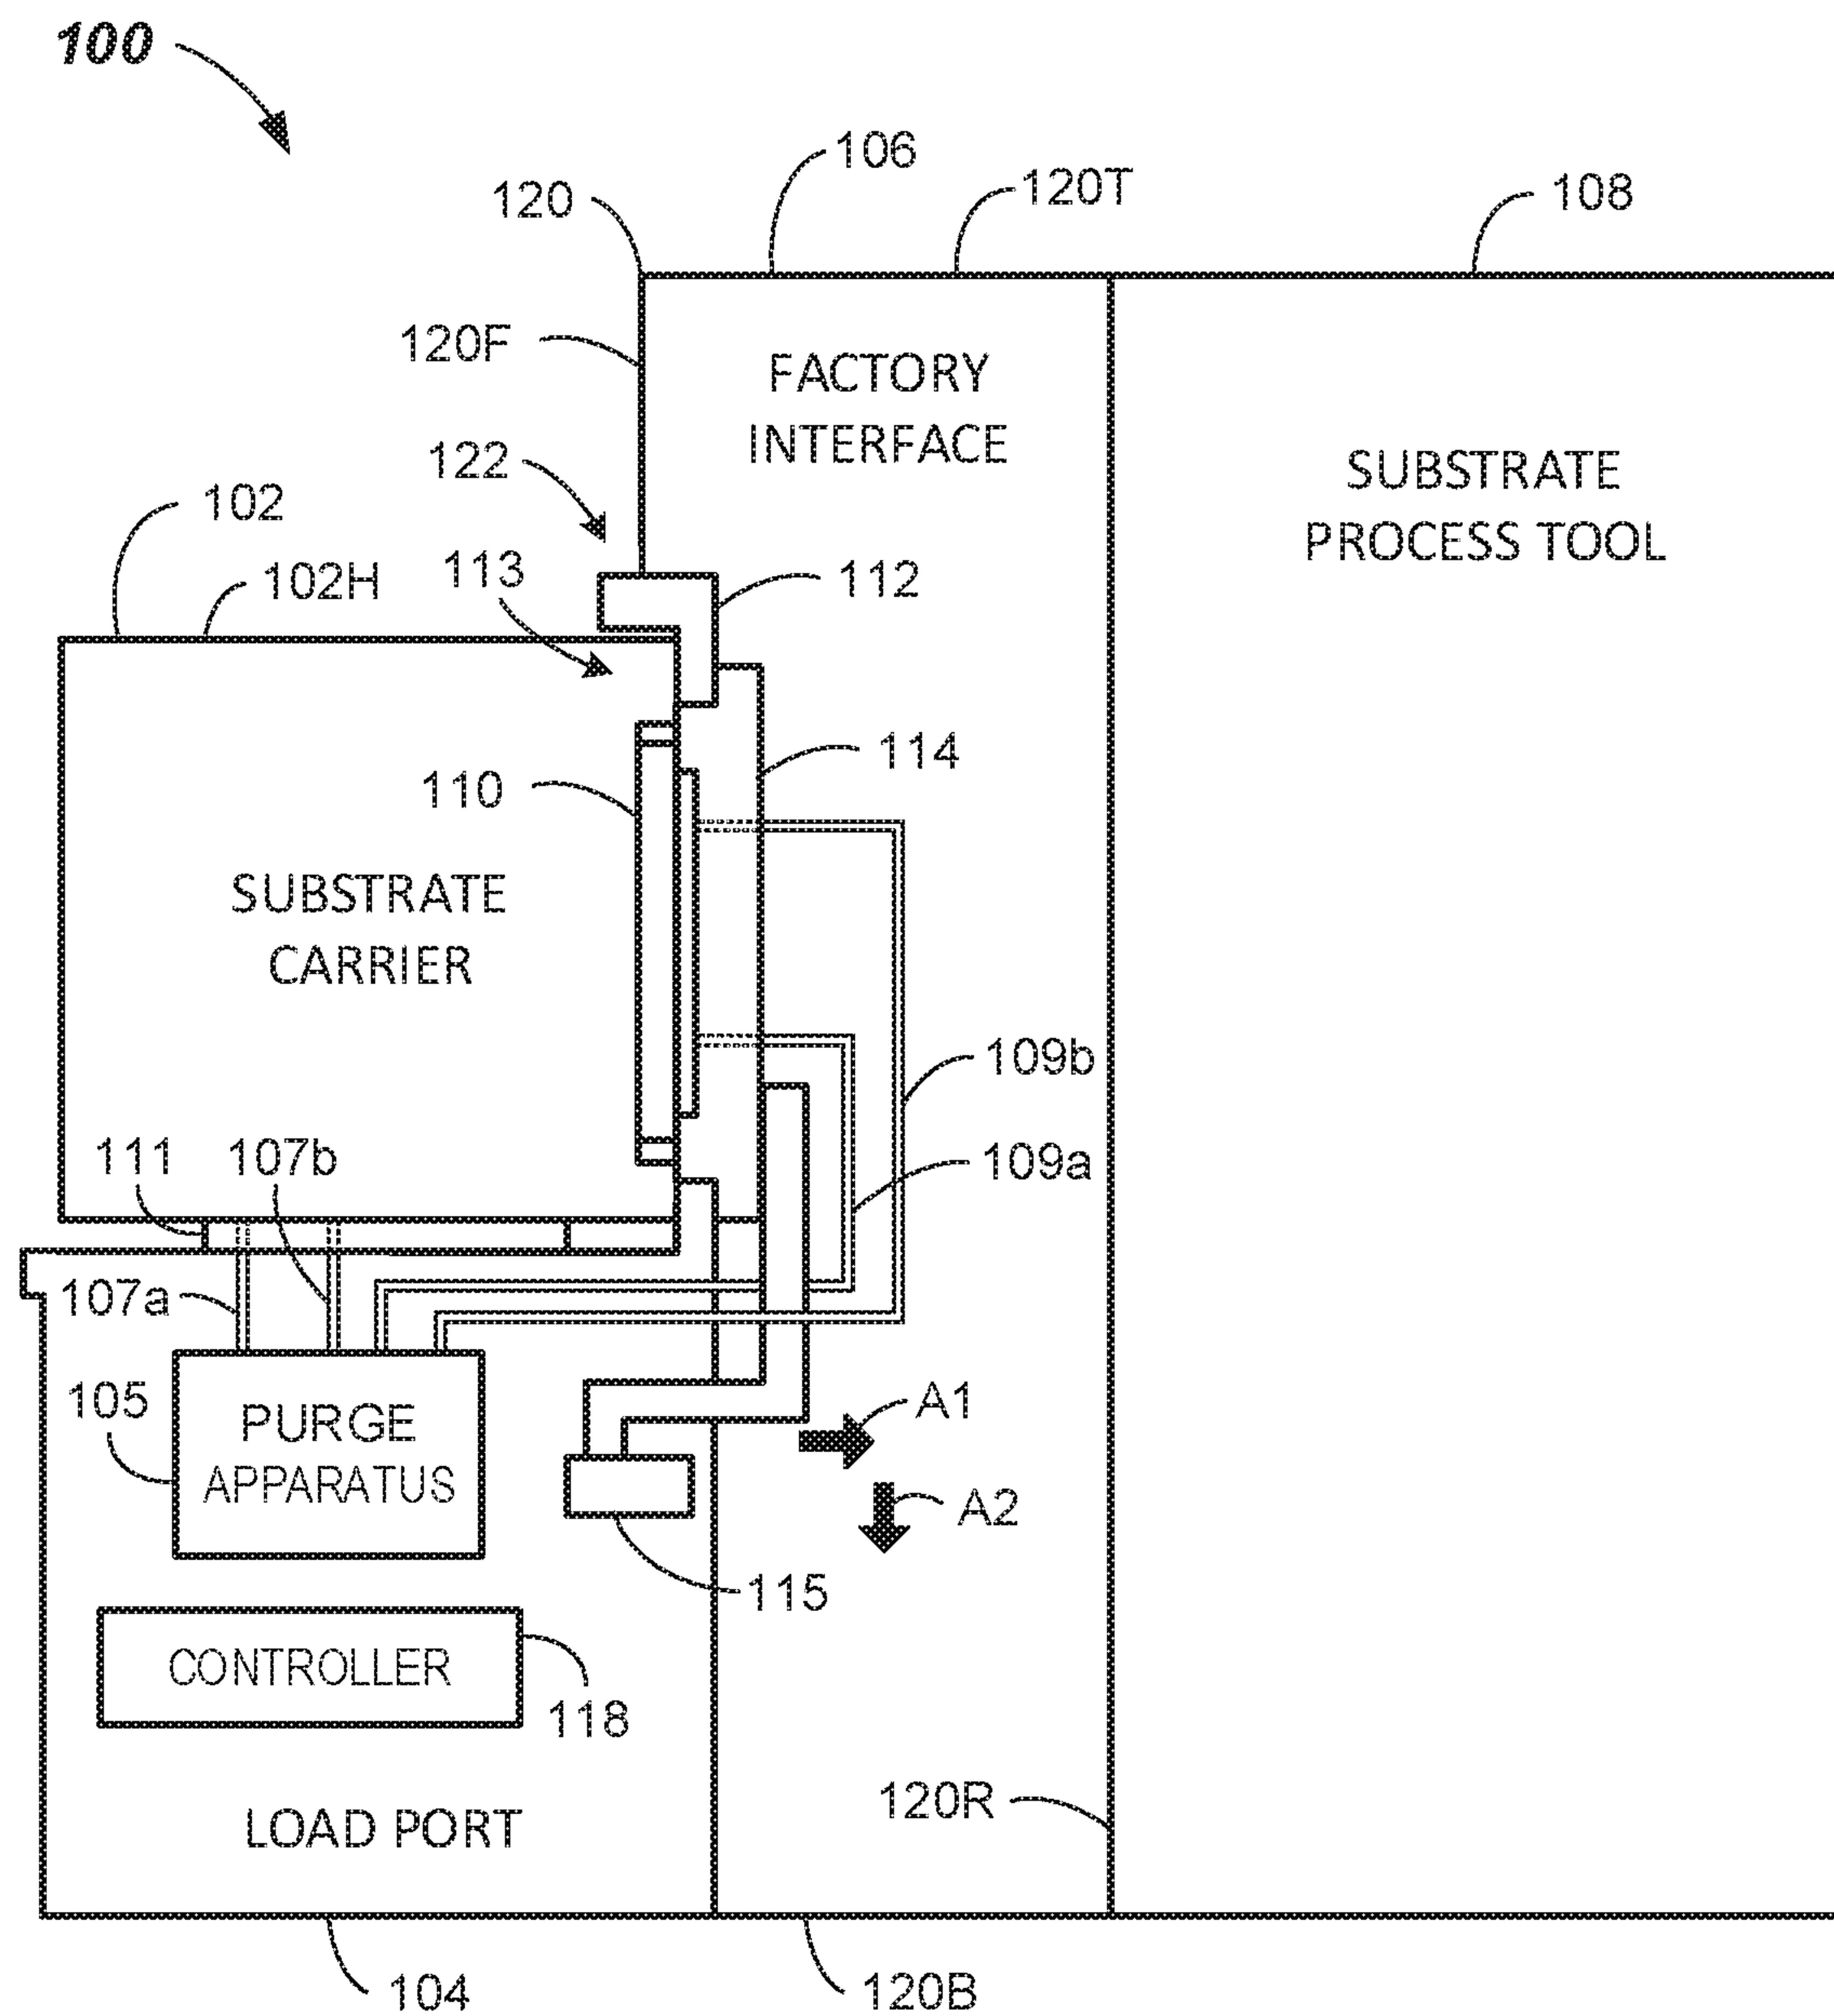 100
106
120T
108
120
120F
FACTORY
INTERFACE
122
SUBSTRATE
PROCESS TOOL
102
113
102H
112
114
110
SUBSTRATE
CARRIER
109b
111
107b
109a
107a
105
PURGE
APPARATUS
A1
A2
115
CONTROLLER
118
120R
LOAD PORT
104
120B